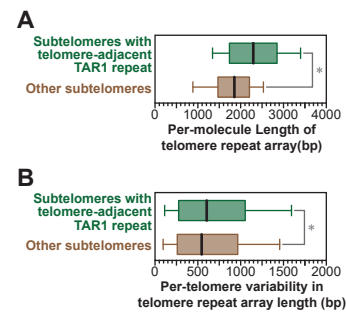 A
Subtelomeres with
telomere-adjacent
TAR1 repeat
Other subtelomeres
*
0 1000 2000 3000 4000
Per-molecule Length of
telomere repeat array(bp)
B
Subtelomeres with
telomere-adjacent
TAR1 repeat
Other subtelomeres
*
0 500 1000 1500 2000
Per-telomere variability in
telomere repeat array length (bp)